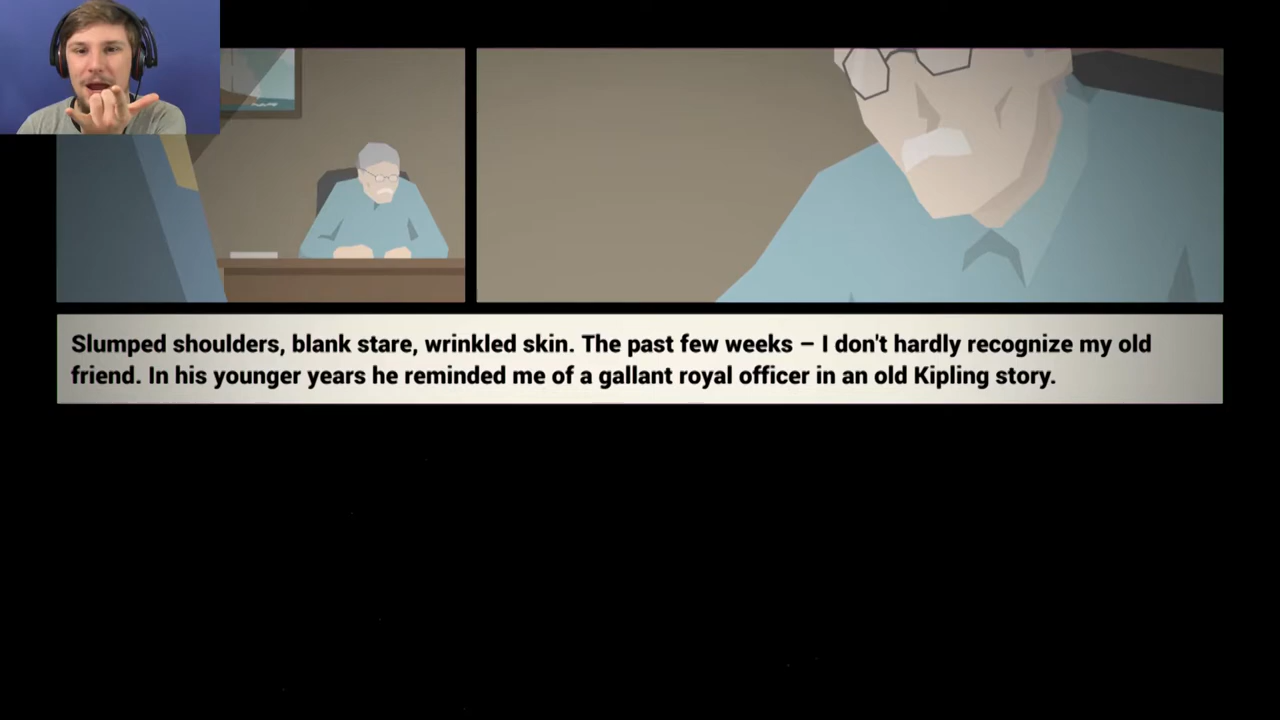 Slumped shoulders, blank stare, wrinkled skin. The past few weeks – I don't hardly recognize my old
friend. In his younger years he reminded me of a gallant royal officer in an old Kipling story.